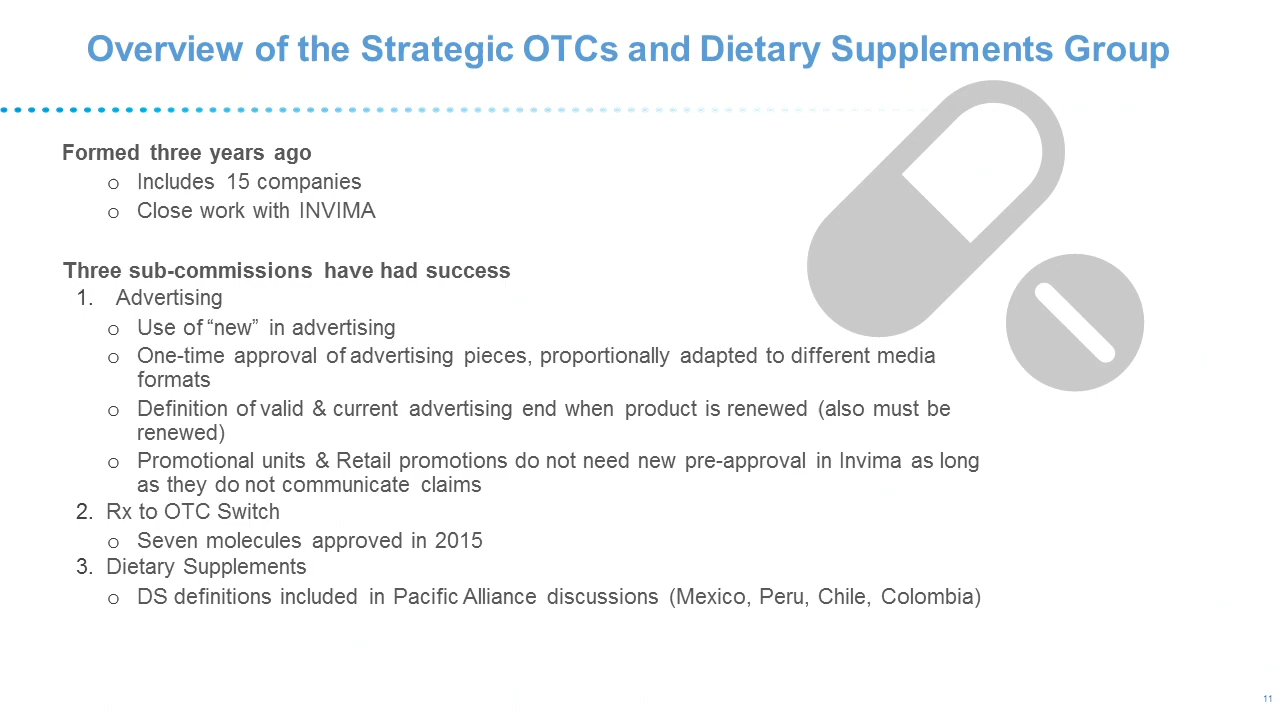 Overview of the Strategic OTCs and Dietary Supplements Group
Formed three years ago
o Includes 15 companies
o Close work with INVIMA
Three sub-commissions have had success
1. Advertising
o Use of “new” in advertising
o One-time approval of advertising pieces, proportionally adapted to different media
formats
o Definition of valid & current advertising end when product is renewed (also must be
renewed)
o Promotional units & Retail promotions do not need new pre-approval in Invima as long
as they do not communicate claims
2. Rx to OTC Switch
o Seven molecules approved in 2015
3. Dietary Supplements
o DS definitions included in Pacific Alliance discussions (Mexico, Peru, Chile, Colombia)
11